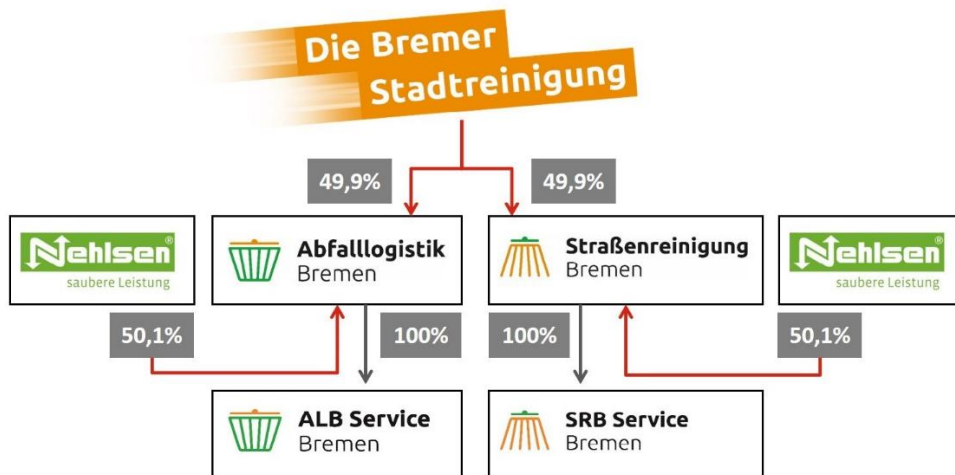 Die Bremer
Stadtreinigung
49,9%
49,9%
Nehlsen®
saubere Leistung
Abfalllogistik
Bremen
Straßenreinigung
Bremen
Nehlsen®
saubere Leistung
50,1%
100%
100%
50,1%
ALB Service
Bremen
SRB Service
Bremen